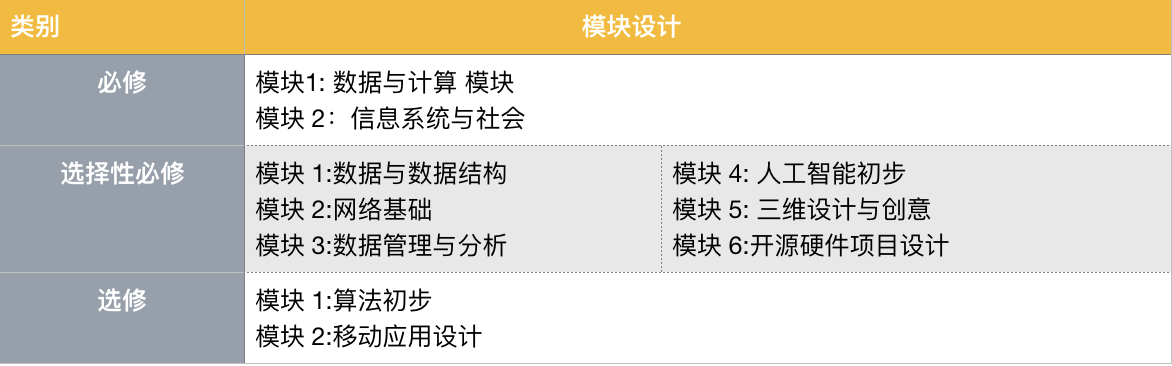 类别
模块设计
必修
模块1: 数据与计算 模块
模块 2：信息系统与社会
选择性必修
模块 1:数据与数据结构
模块 2:网络基础
模块 3:数据管理与分析
模块 4: 人工智能初步
模块 5: 三维设计与创意
模块 6:开源硬件项目设计
选修
模块 1:算法初步
模块 2:移动应用设计